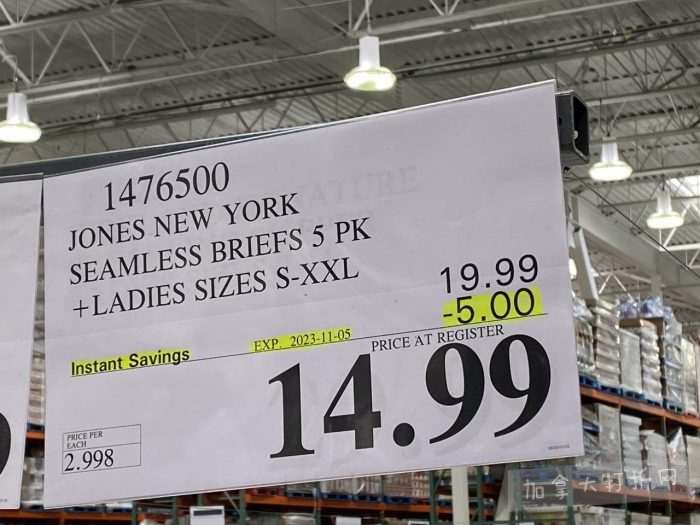 1476500
JONES NEW YORK
SEAMLESS BRIEFS 5 PK
+LADIES SIZES S-XXL
19.99
-5.00
Instant Savings
EXP. 2023-11-05
PRICE AT REGISTER
14.99
PRICE PER
EACH
2.998
加拿大打折网